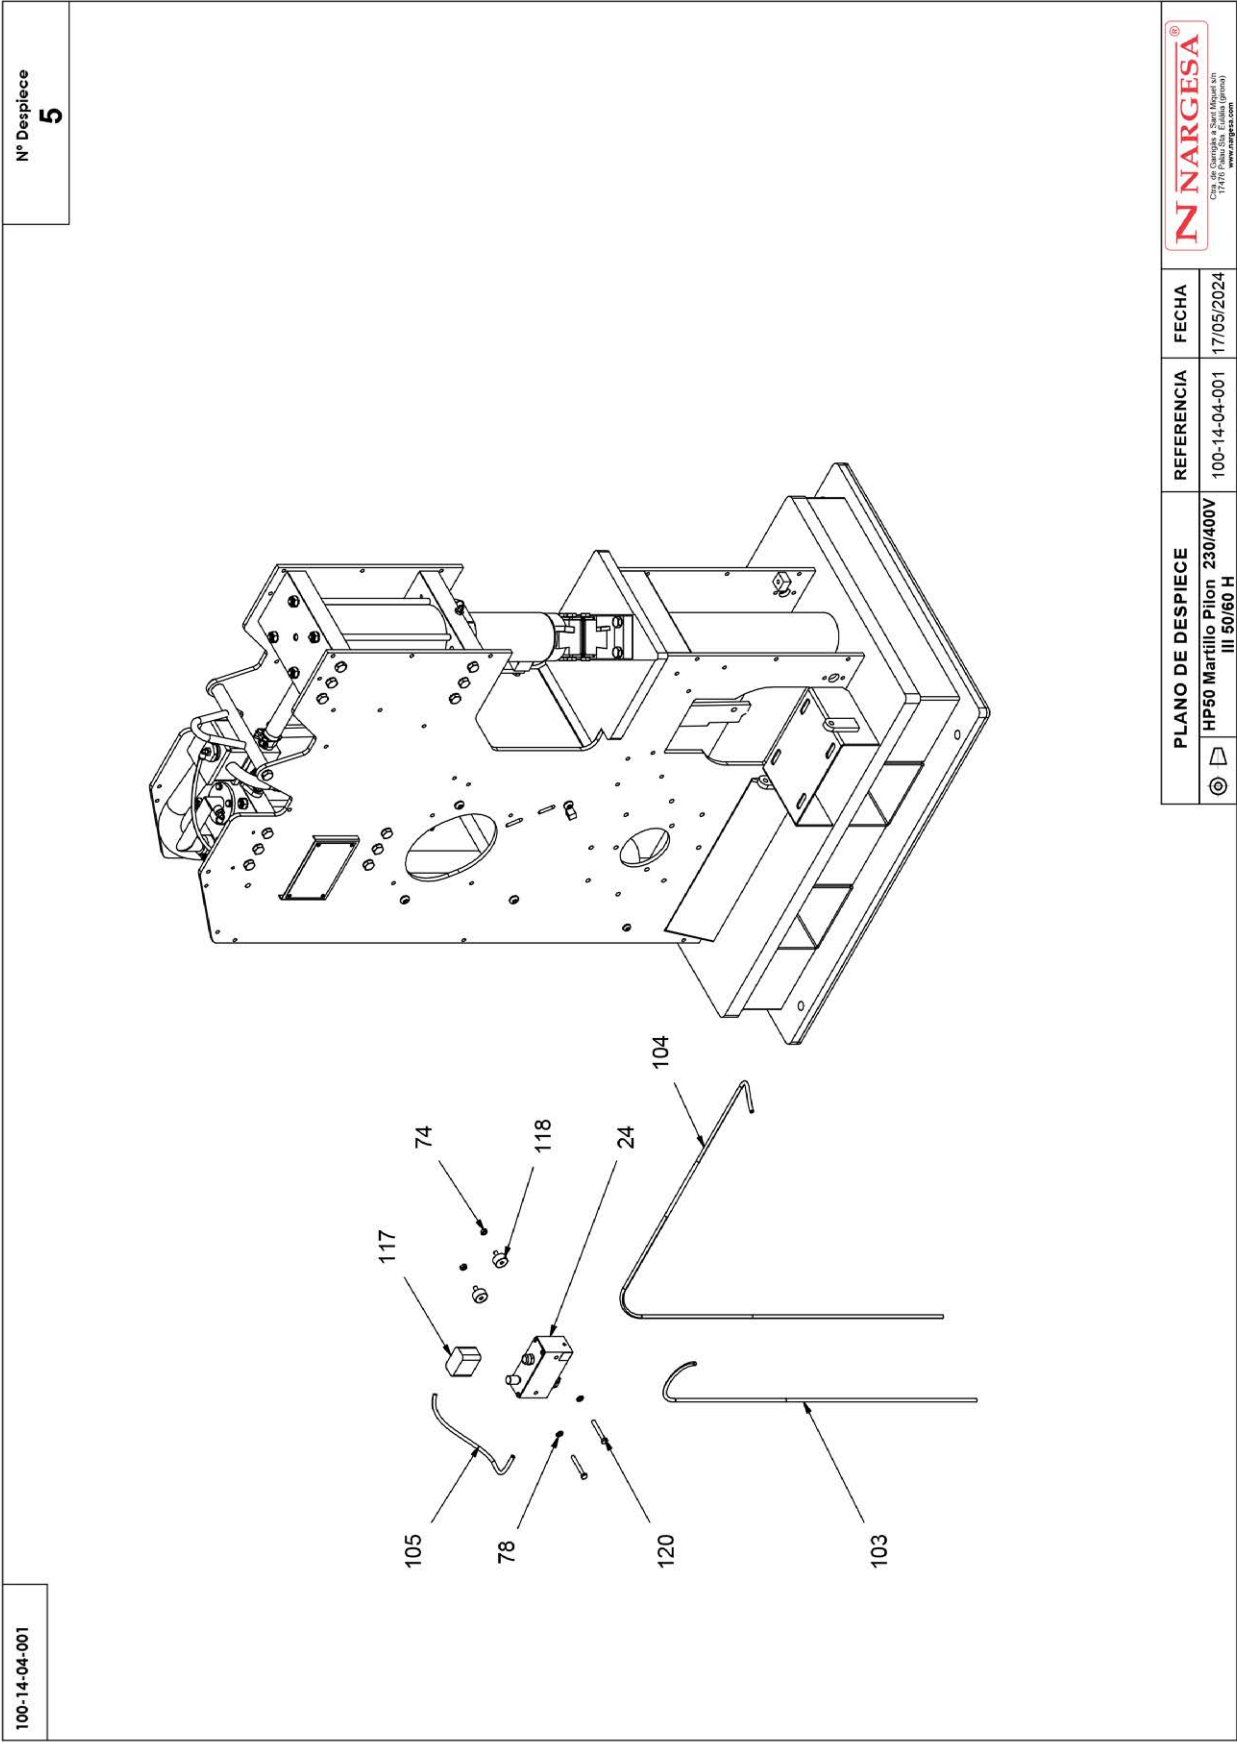 100-14-04-001
Nº Despiece
5
105
117
74
78
118
120
24
104
103
PLANO DE DESPIECE
REFERENCIA
FECHA
HP50 Martillo Pilon 230/400V
III 50/60 H
100-14-04-001
17/05/2024
N NARGESA®
Ctra. de Garrigàs a Sant Miquel s/n
17476 Palau Sta. Eulàlia (girona)
www.nargesa.com